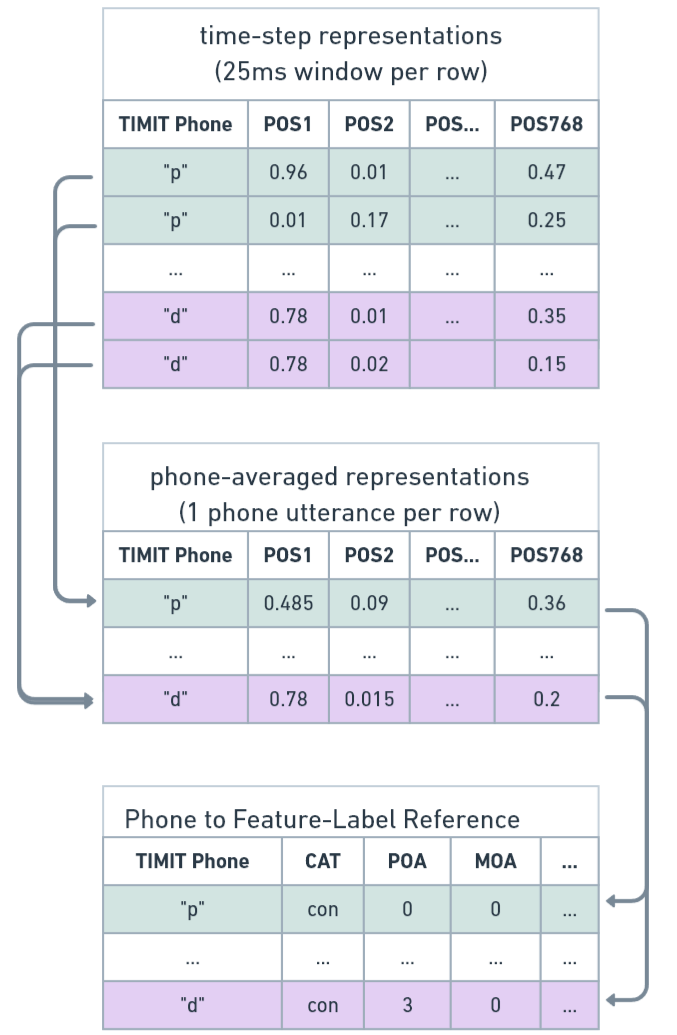 time-step representations
(25ms window per row)
TIMIT Phone POS1 POS2 POS... POS768
"p" 0.96 0.01 ... 0.47
"p" 0.01 0.17 ... 0.25
... ... ... ... ...
"d" 0.78 0.01 ... 0.35
"d" 0.78 0.02 0.15
phone-averaged representations
(1 phone utterance per row)
TIMIT Phone POS1 POS2 POS... POS768
"p" 0.485 0.09 ... 0.36
... ... ... ... ...
"d" 0.78 0.015 ... 0.2
Phone to Feature-Label Reference
TIMIT Phone CAT POA MOA ...
"p" con 0 0 ...
... ... ... ... ...
"d" con 3 0 ...